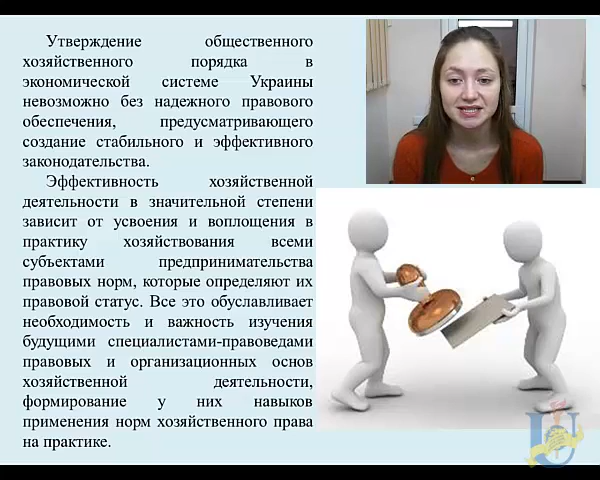 Утверждение общественного
хозяйственного порядка в
экономической системе Украины
невозможно без надежного правового
обеспечения, предусматривающего
создание стабильного и эффективного
законодательства.
Эффективность хозяйственной
деятельности в значительной степени
зависит от усвоения и воплощения в
практику хозяйствования всеми
субъектами предпринимательства
правовых норм, которые определяют их
правовой статус. Все это обуславливает
необходимость и важность изучения
будущими специалистами-правоведами
правовых и организационных основ
хозяйственной деятельности,
формирование у них навыков
применения норм хозяйственного права
на практике.